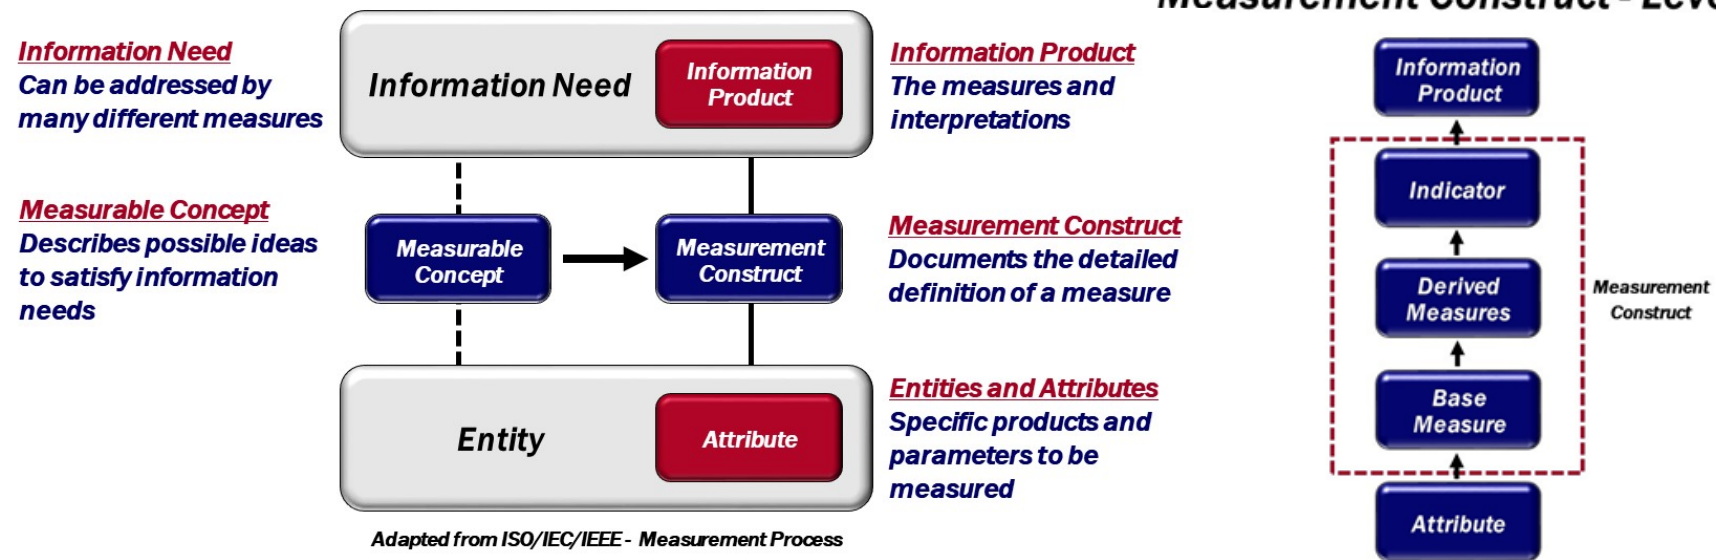 Measurement Construct - Leve
Information Need
Can be addressed by
many different measures
Measurable Concept
Describes possible ideas
to satisfy information
needs
Information Need
Information
Product
Measurable
Concept
Measurement
Construct
Entity
Attribute
Adapted from ISO/IEC/IEEE - Measurement Process
Information Product
The measures and
interpretations
Measurement Construct
Documents the detailed
definition of a measure
Entities and Attributes
Specific products and
parameters to be
measured
Information
Product
Indicator
Derived
Measures
Measurement
Construct
Base
Measure
Attribute